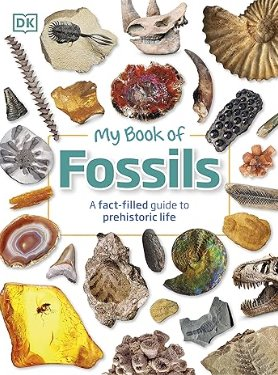 DK
My Book of
Fossils
A fact-filled guide to
prehistoric life